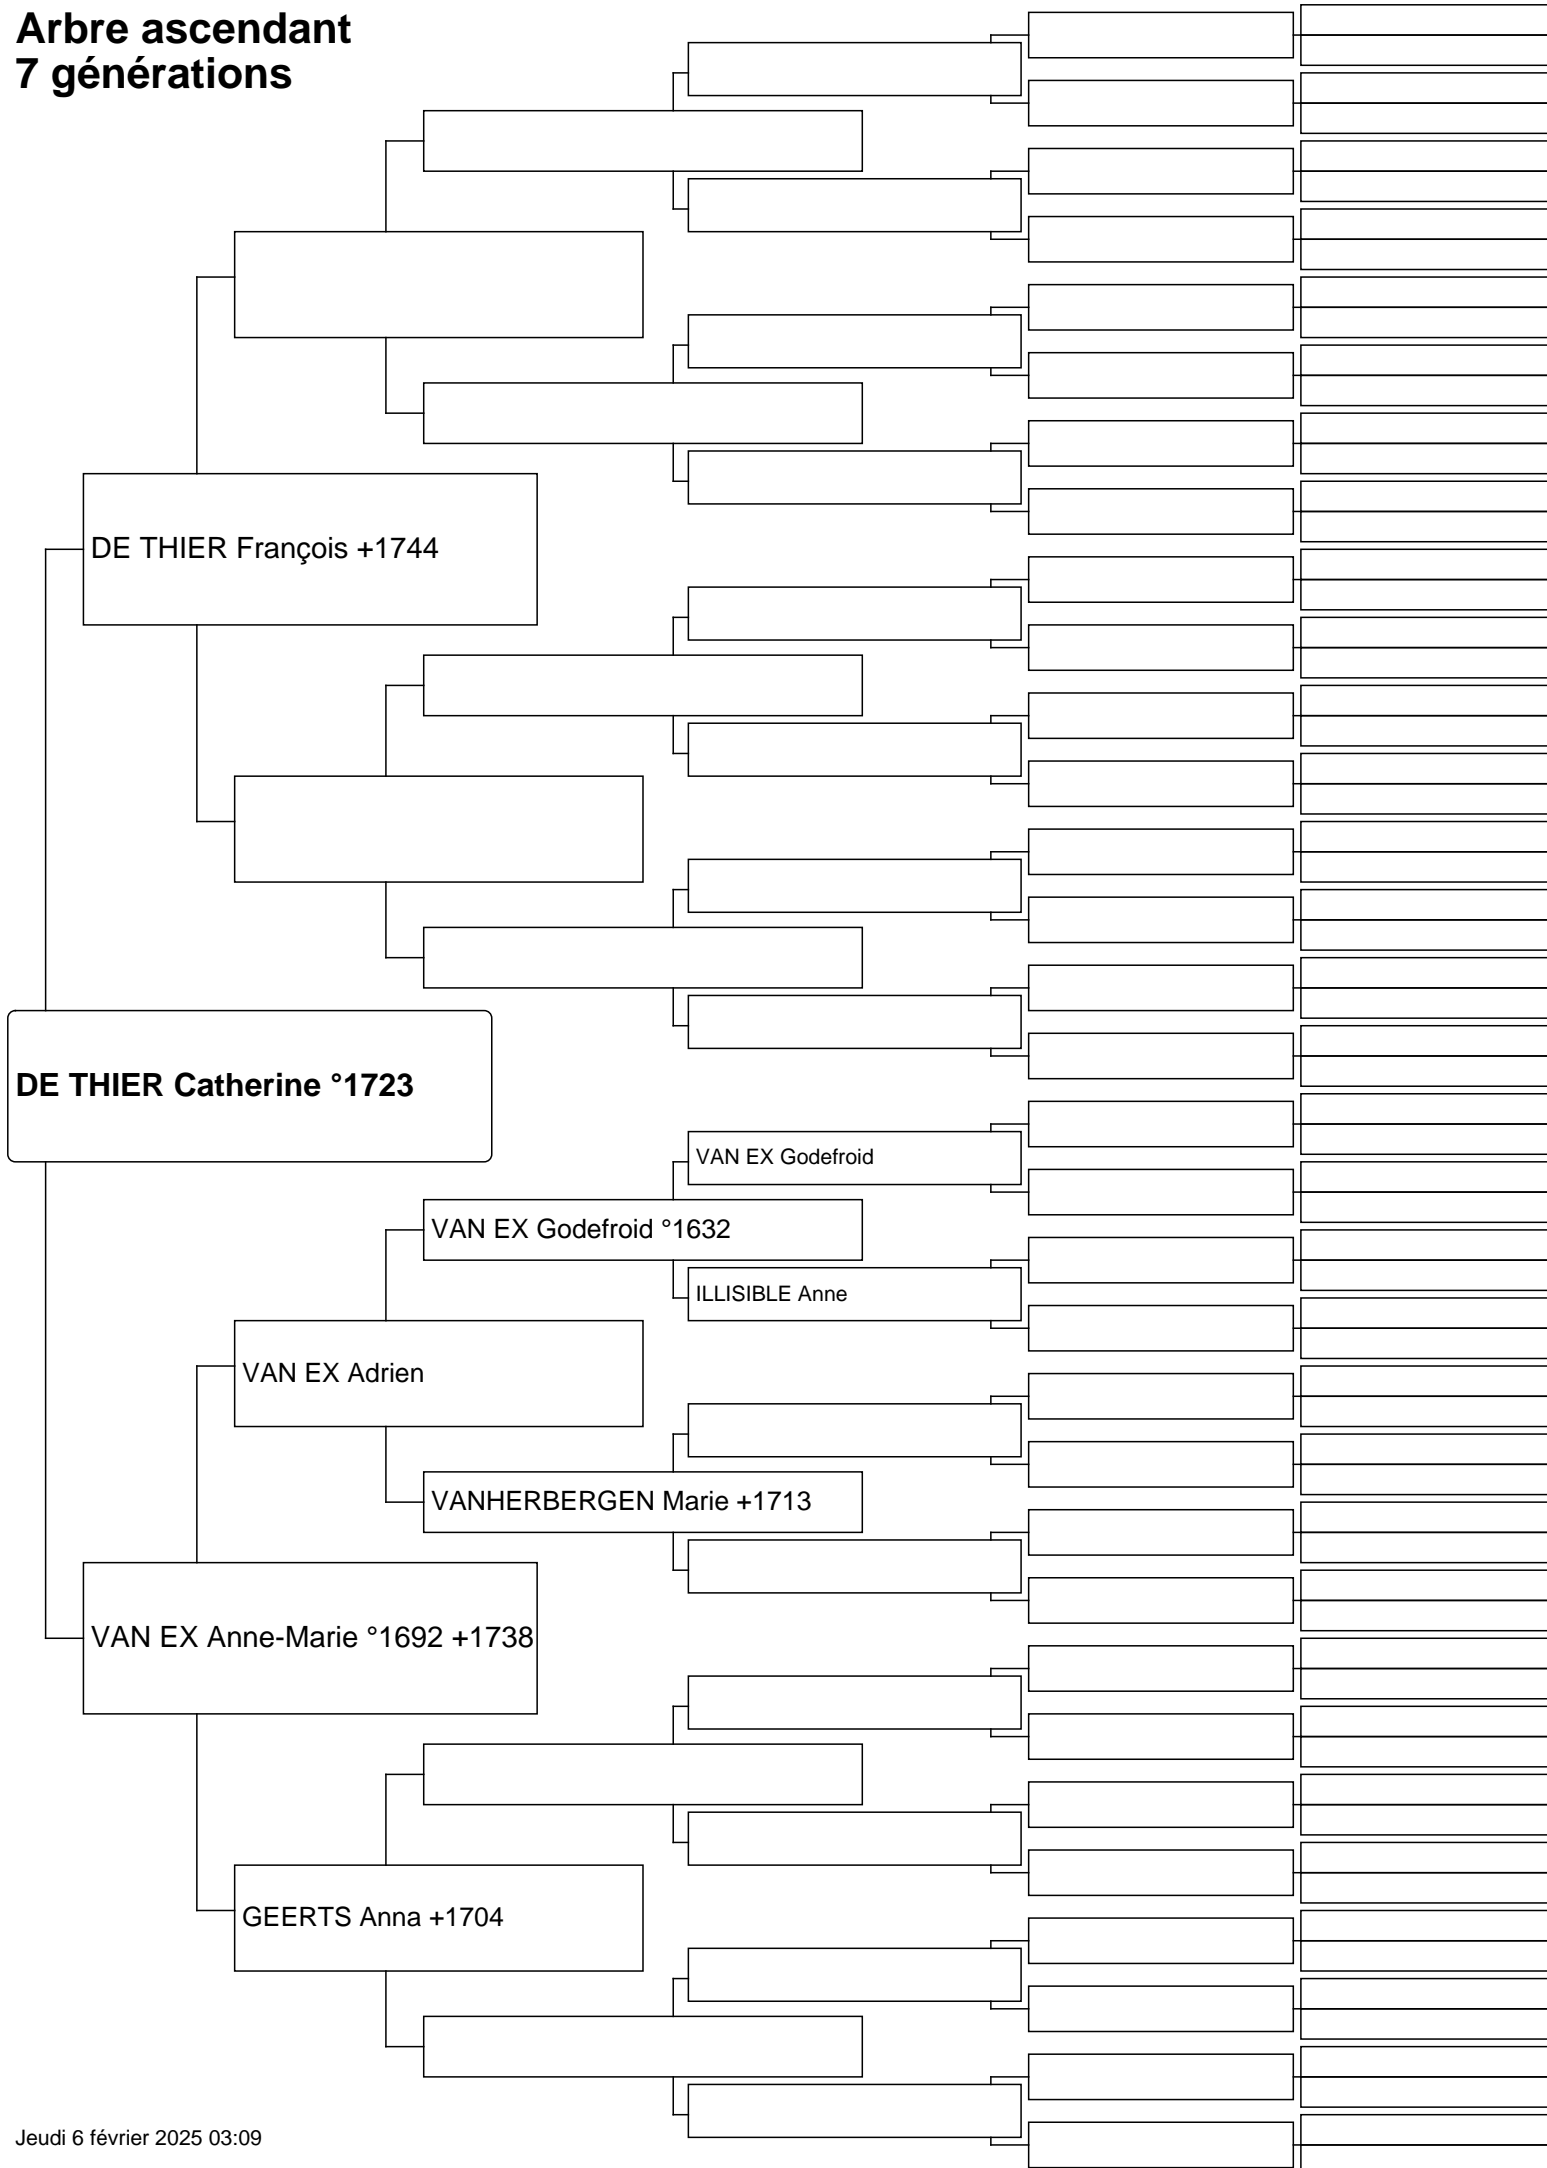 Arbre ascendant
7 générations
DE THIER François +1744
DE THIER Catherine °1723
VAN EX Godefroid
VAN EX Godefroid °1632
ILLISIBLE Anne
VAN EX Adrien
VANHERBERGEN Marie +1713
VAN EX Anne-Marie °1692 +1738
GEERTS Anna +1704
Jeudi 6 février 2025 03:09